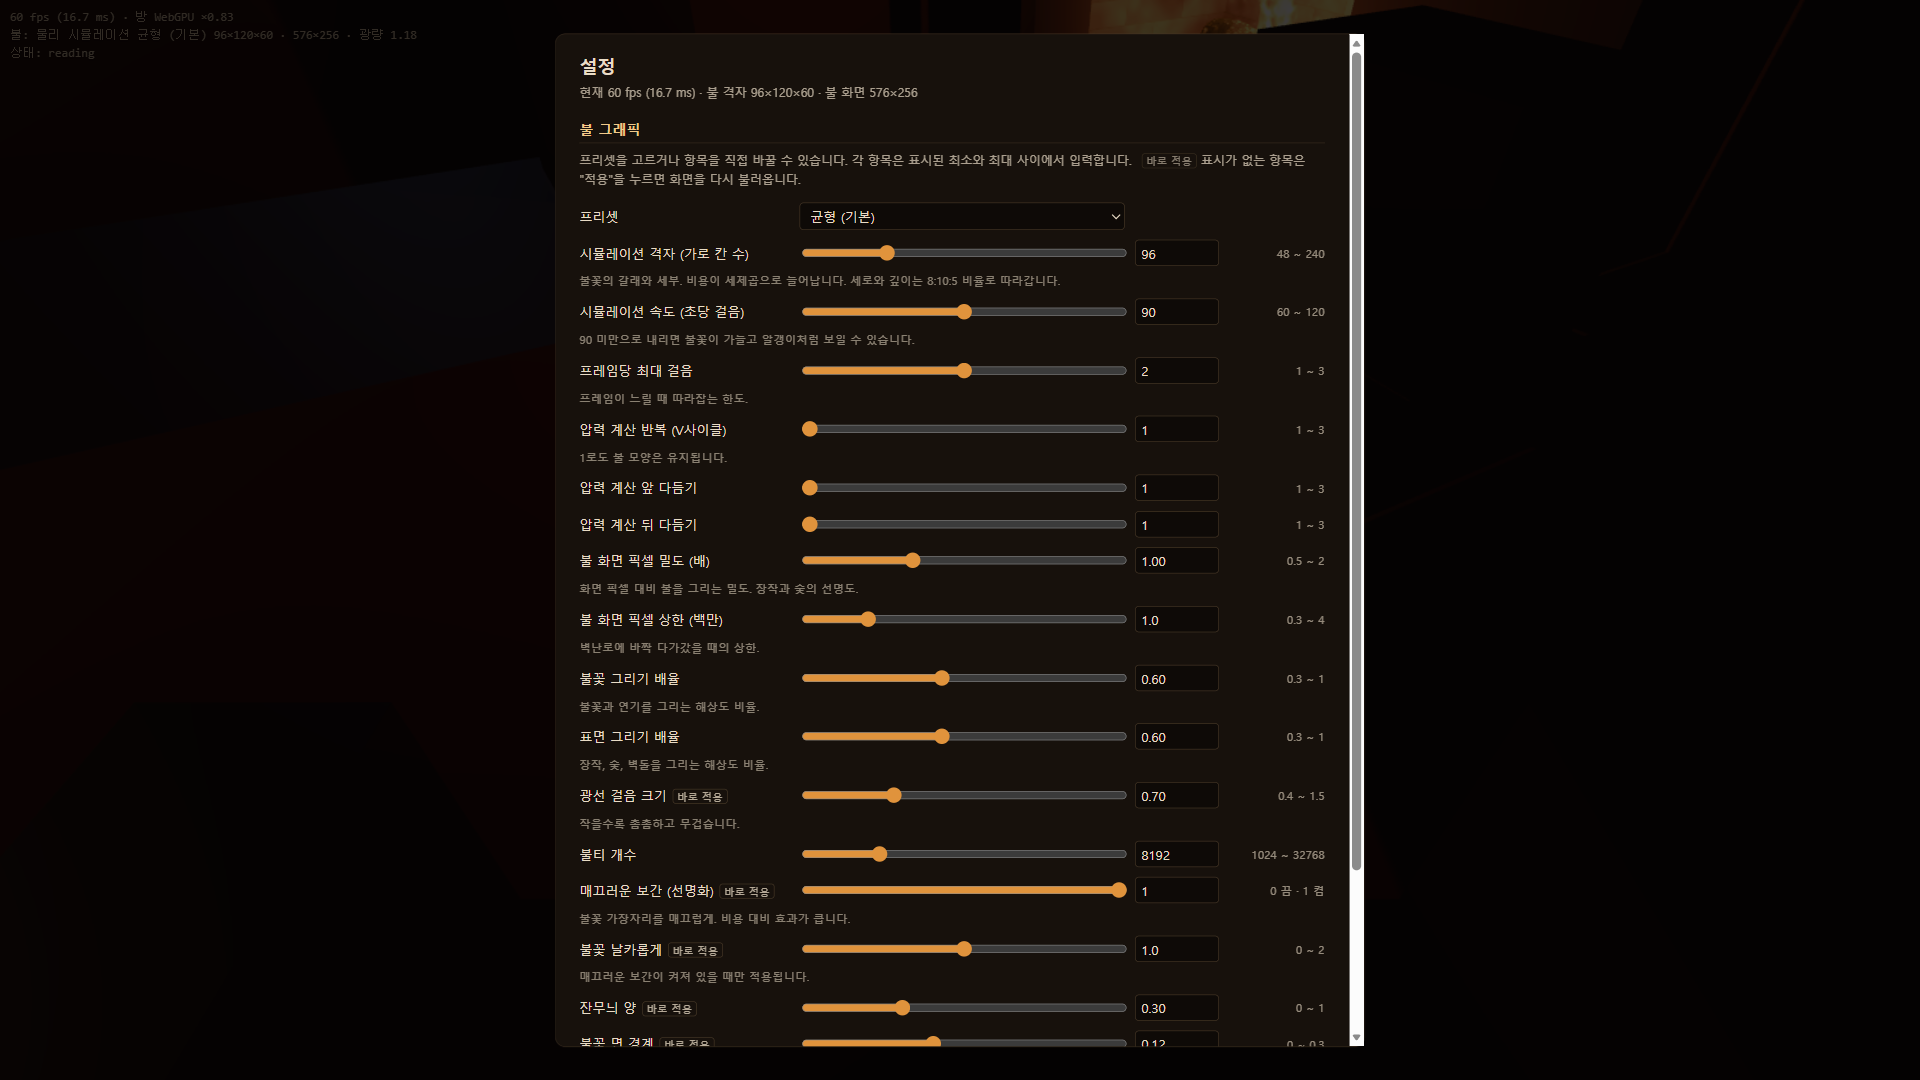 60 fps (16.7 ms) · 방 WebGPU ×0.83
불: 물리 시뮬레이션 균형 (기본) 96×120×60 · 576×256 · 광량 1.18
상태: reading
설정
현재 60 fps (16.7 ms) · 불 격자 96×120×60 · 불 화면 576×256
불 그래픽
프리셋을 고르거나 항목을 직접 바꿀 수 있습니다. 각 항목은 표시된 최소와 최대 사이에서 입력합니다. 바로 적용 표시가 없는 항목은
"적용"을 누르면 화면을 다시 불러옵니다.
프리셋 균형 (기본)
시뮬레이션 격자 (가로 칸 수) 96 48 ~ 240
불꽃의 갈래와 세부. 비용이 세제곱으로 늘어납니다. 세로와 깊이는 8:10:5 비율로 따라갑니다.
시뮬레이션 속도 (초당 걸음) 90 60 ~ 120
90 미만으로 내리면 불꽃이 가늘고 알갱이처럼 보일 수 있습니다.
프레임당 최대 걸음 2 1 ~ 3
프레임이 느릴 때 따라잡는 한도.
압력 계산 반복 (V사이클) 1 1 ~ 3
1로도 불 모양은 유지됩니다.
압력 계산 앞 다듬기 1 1 ~ 3
압력 계산 뒤 다듬기 1 1 ~ 3
불 화면 픽셀 밀도 (배) 1.00 0.5 ~ 2
화면 픽셀 대비 불을 그리는 밀도. 장작과 숯의 선명도.
불 화면 픽셀 상한 (백만) 1.0 0.3 ~ 4
벽난로에 바짝 다가갔을 때의 상한.
불꽃 그리기 배율 0.60 0.3 ~ 1
불꽃과 연기를 그리는 해상도 비율.
표면 그리기 배율 0.60 0.3 ~ 1
장작, 숯, 벽돌을 그리는 해상도 비율.
광선 걸음 크기 바로 적용 0.70 0.4 ~ 1.5
작을수록 촘촘하고 무겁습니다.
불티 개수 8192 1024 ~ 32768
매끄러운 보간 (선명화) 바로 적용 1 0 끔 · 1 켬
불꽃 가장자리를 매끄럽게. 비용 대비 효과가 큽니다.
불꽃 날카롭게 바로 적용 1.0 0 ~ 2
매끄러운 보간이 켜져 있을 때만 적용됩니다.
잔무늬 양 바로 적용 0.30 0 ~ 1
불꽃 면 경계 바로 적용 0.12 0 ~ 0.3